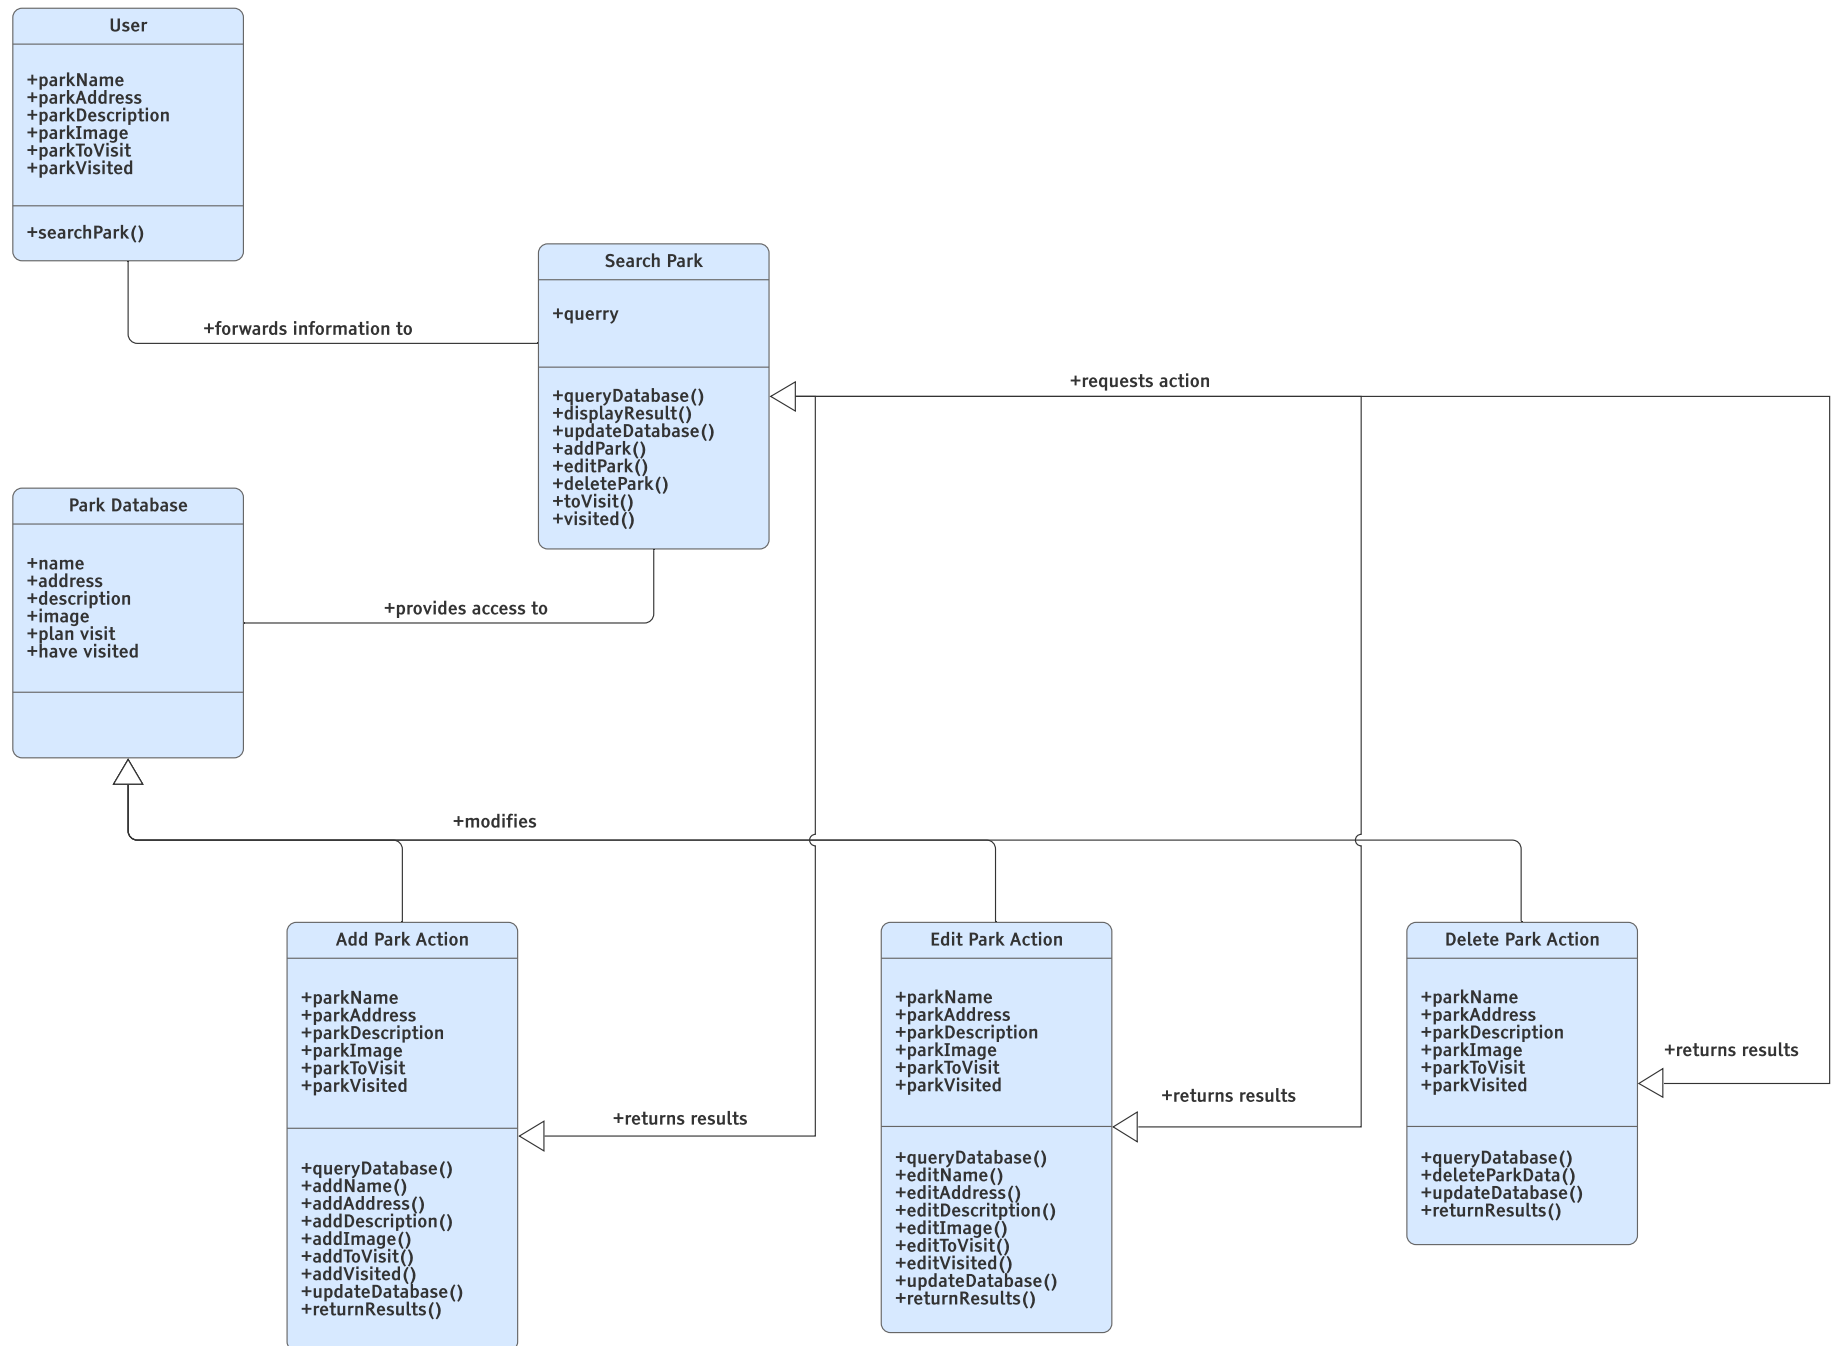 User
+parkName
+parkAddress
+parkDescription
+parkImage
+parkToVisit
+parkVisited
+searchPark()
+forwards information to
Search Park
+querry
+queryDatabase()
+displayResult()
+updateDatabase()
+addPark()
+editPark()
+deletePark()
+toVisit()
+visited()
+requests action
Park Database
+name
+address
+description
+image
+plan visit
+have visited
+provides access to
+modifies
Add Park Action
+parkName
+parkAddress
+parkDescription
+parkImage
+parkToVisit
+parkVisited
+queryDatabase()
+addName()
+addAddress()
+addDescription()
+addImage()
+addToVisit()
+addVisited()
+updateDatabase()
+returnResults()
+returns results
Edit Park Action
+parkName
+parkAddress
+parkDescription
+parkImage
+parkToVisit
+parkVisited
+queryDatabase()
+editName()
+editAddress()
+editDescritption()
+editImage()
+editToVisit()
+editVisited()
+updateDatabase()
+returnResults()
+returns results
Delete Park Action
+parkName
+parkAddress
+parkDescription
+parkImage
+parkToVisit
+parkVisited
+queryDatabase()
+deleteParkData()
+updateDatabase()
+returnResults()
+returns results